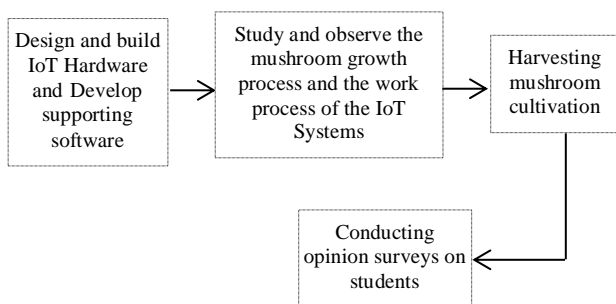 Design and build
IoT Hardware
and Develop
supporting
software
Study and observe the
mushroom growth
process and the work
process of the IoT
Systems
Harvesting
mushroom
cultivation
Conducting
opinion surveys on
students